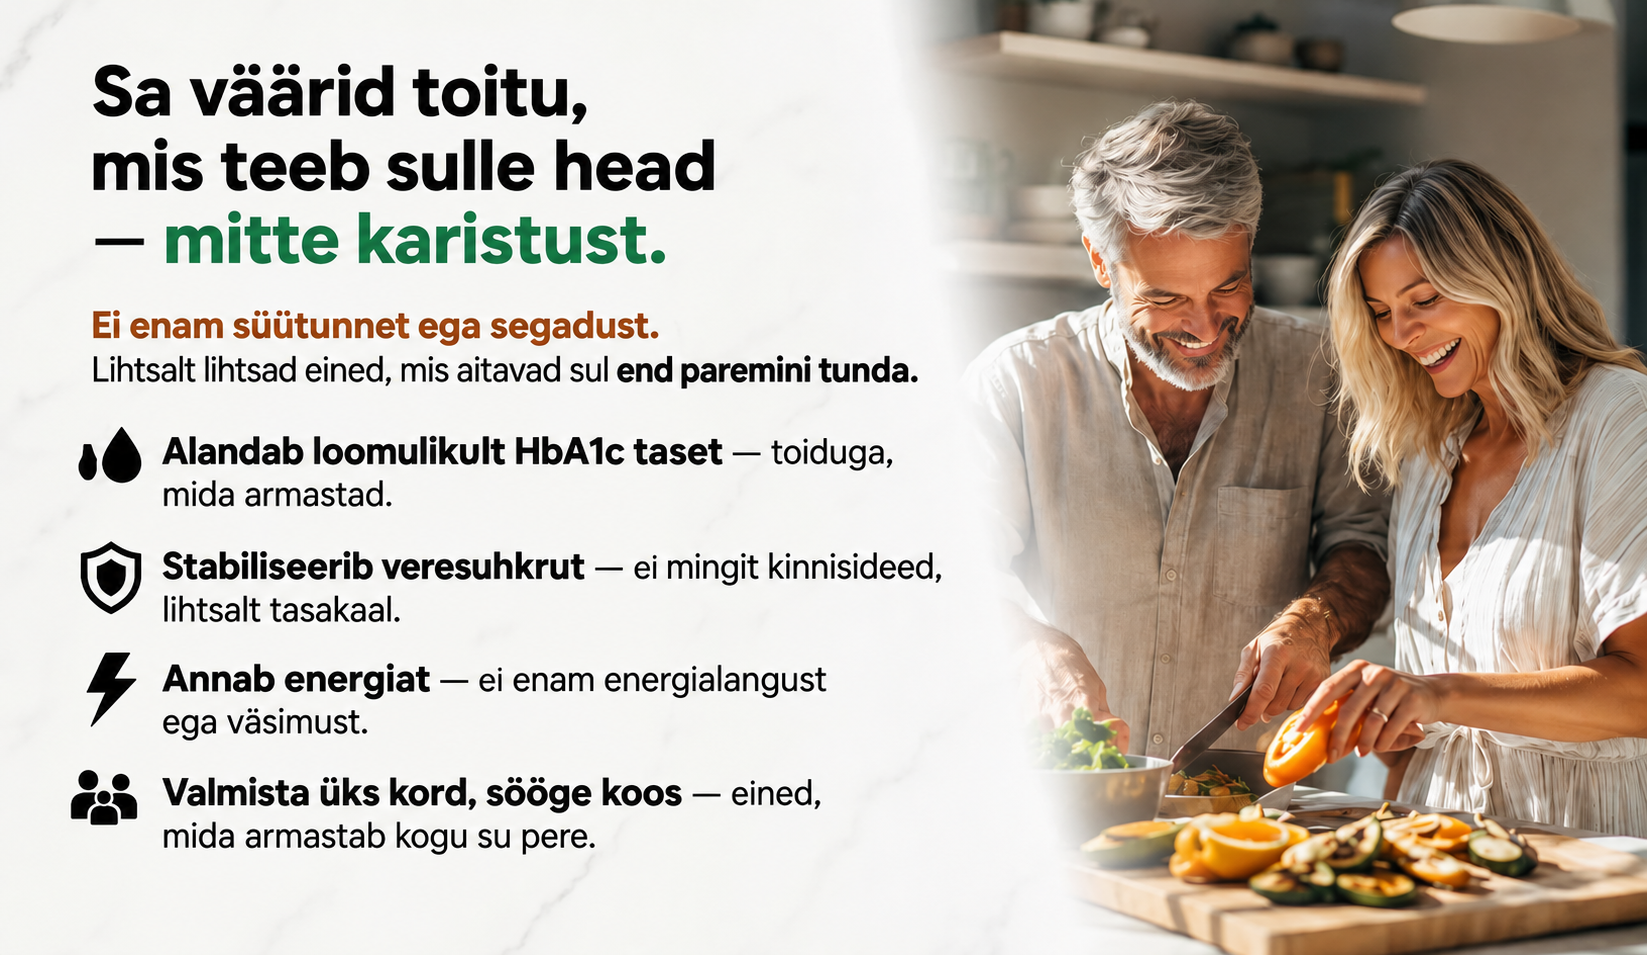 Sa väärid toitu,
mis teeb sulle head
— mitte karistust.
Ei enam süütunnet ega segadust.
Lihtsalt lihtsad eined, mis aitavad sul end paremini tunda.
Alandab loomulikult HbA1c taset — toiduga,
mida armastad.
Stabiliseerib veresuhkrut — ei mingit kinnisideed,
lihtsalt tasakaal.
Annab energiat — ei enam energialangust
ega väsimust.
Valmista üks kord, sööge koos — eined,
mida armastab kogu su pere.